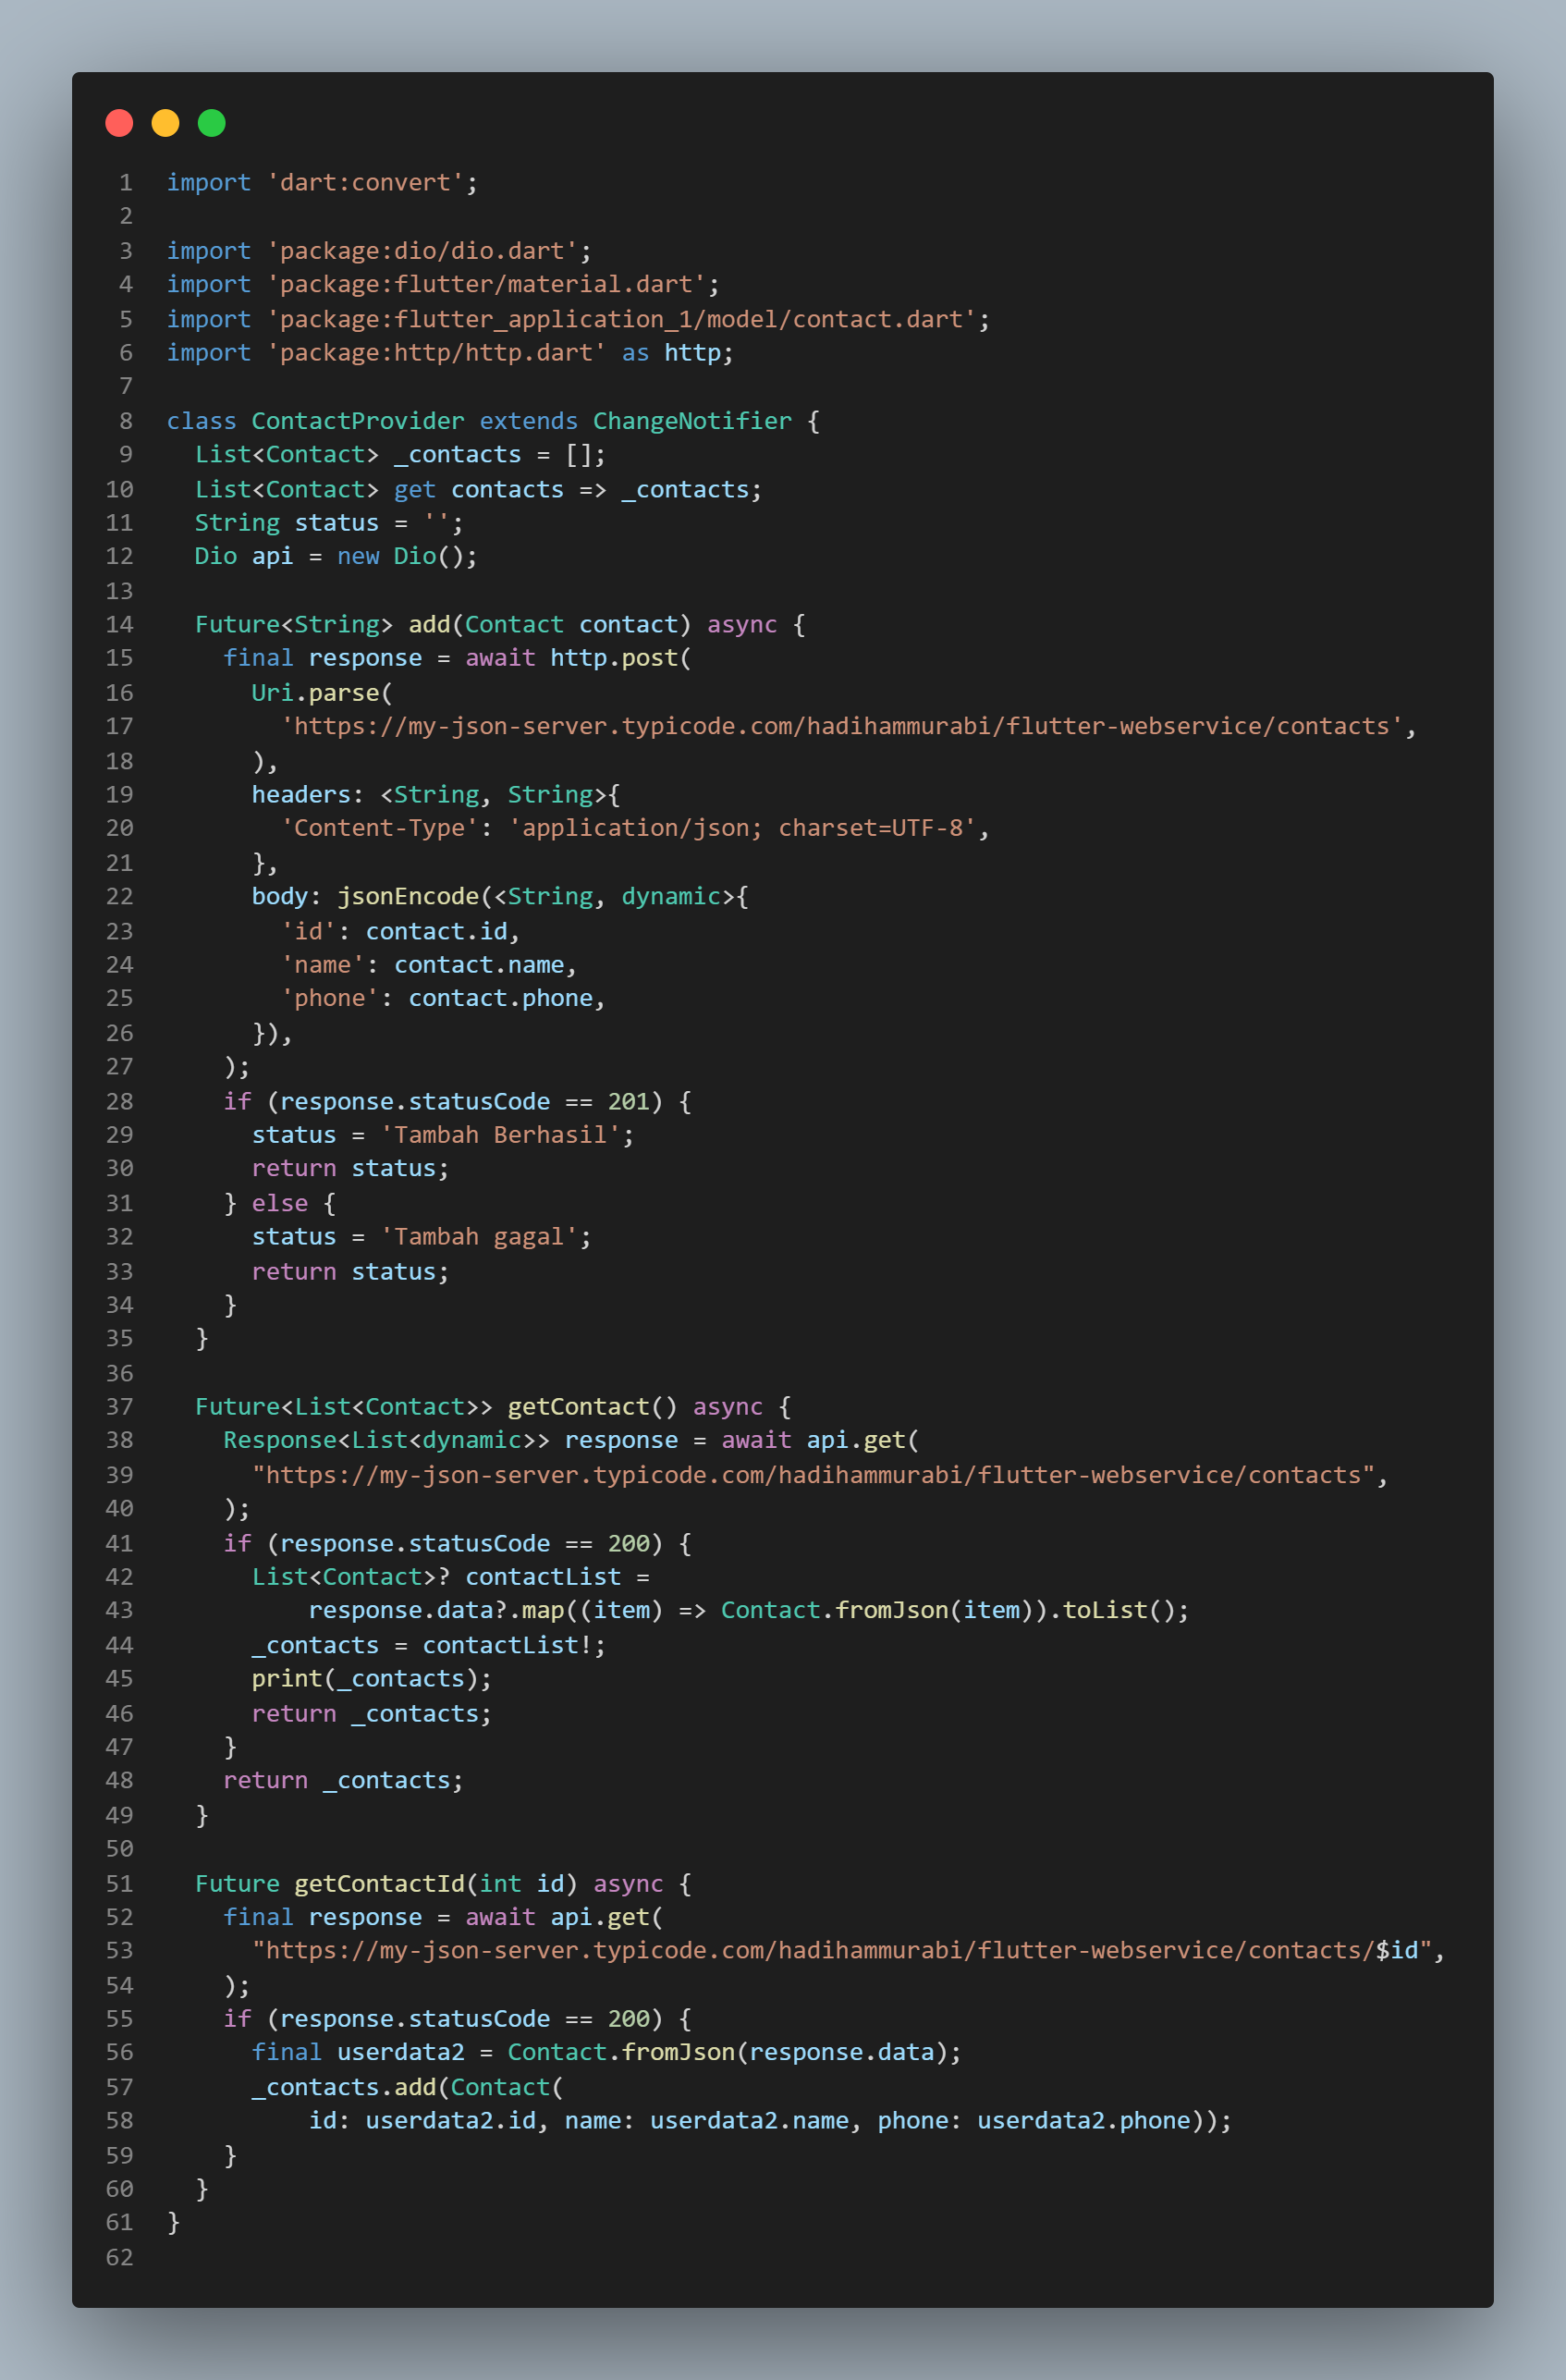 1 import 'dart:convert';
2
3 import 'package:dio/dio.dart';
4 import 'package:flutter/material.dart';
5 import 'package:flutter_application_1/model/contact.dart';
6 import 'package:http/http.dart' as http;
7
8 class ContactProvider extends ChangeNotifier {
9   List<Contact> _contacts = [];
10   List<Contact> get contacts => _contacts;
11   String status = '';
12   Dio api = new Dio();
13
14   Future<String> add(Contact contact) async {
15     final response = await http.post(
16       Uri.parse(
17         'https://my-json-server.typicode.com/hadihammurabi/flutter-webservice/contacts',
18       ),
19       headers: <String, String>{
20         'Content-Type': 'application/json; charset=UTF-8',
21       },
22       body: jsonEncode(<String, dynamic>{
23         'id': contact.id,
24         'name': contact.name,
25         'phone': contact.phone,
26       }),
27     );
28     if (response.statusCode == 201) {
29       status = 'Tambah Berhasil';
30       return status;
31     } else {
32       status = 'Tambah gagal';
33       return status;
34     }
35   }
36
37   Future<List<Contact>> getContact() async {
38     Response<List<dynamic>> response = await api.get(
39       "https://my-json-server.typicode.com/hadihammurabi/flutter-webservice/contacts",
40     );
41     if (response.statusCode == 200) {
42       List<Contact>? contactList =
43           response.data?.map((item) => Contact.fromJson(item)).toList();
44       _contacts = contactList!;
45       print(_contacts);
46       return _contacts;
47     }
48     return _contacts;
49   }
50
51   Future getContactId(int id) async {
52     final response = await api.get(
53       "https://my-json-server.typicode.com/hadihammurabi/flutter-webservice/contacts/$id",
54     );
55     if (response.statusCode == 200) {
56       final userdata2 = Contact.fromJson(response.data);
57       _contacts.add(Contact(
58           id: userdata2.id, name: userdata2.name, phone: userdata2.phone));
59     }
60   }
61 }
62